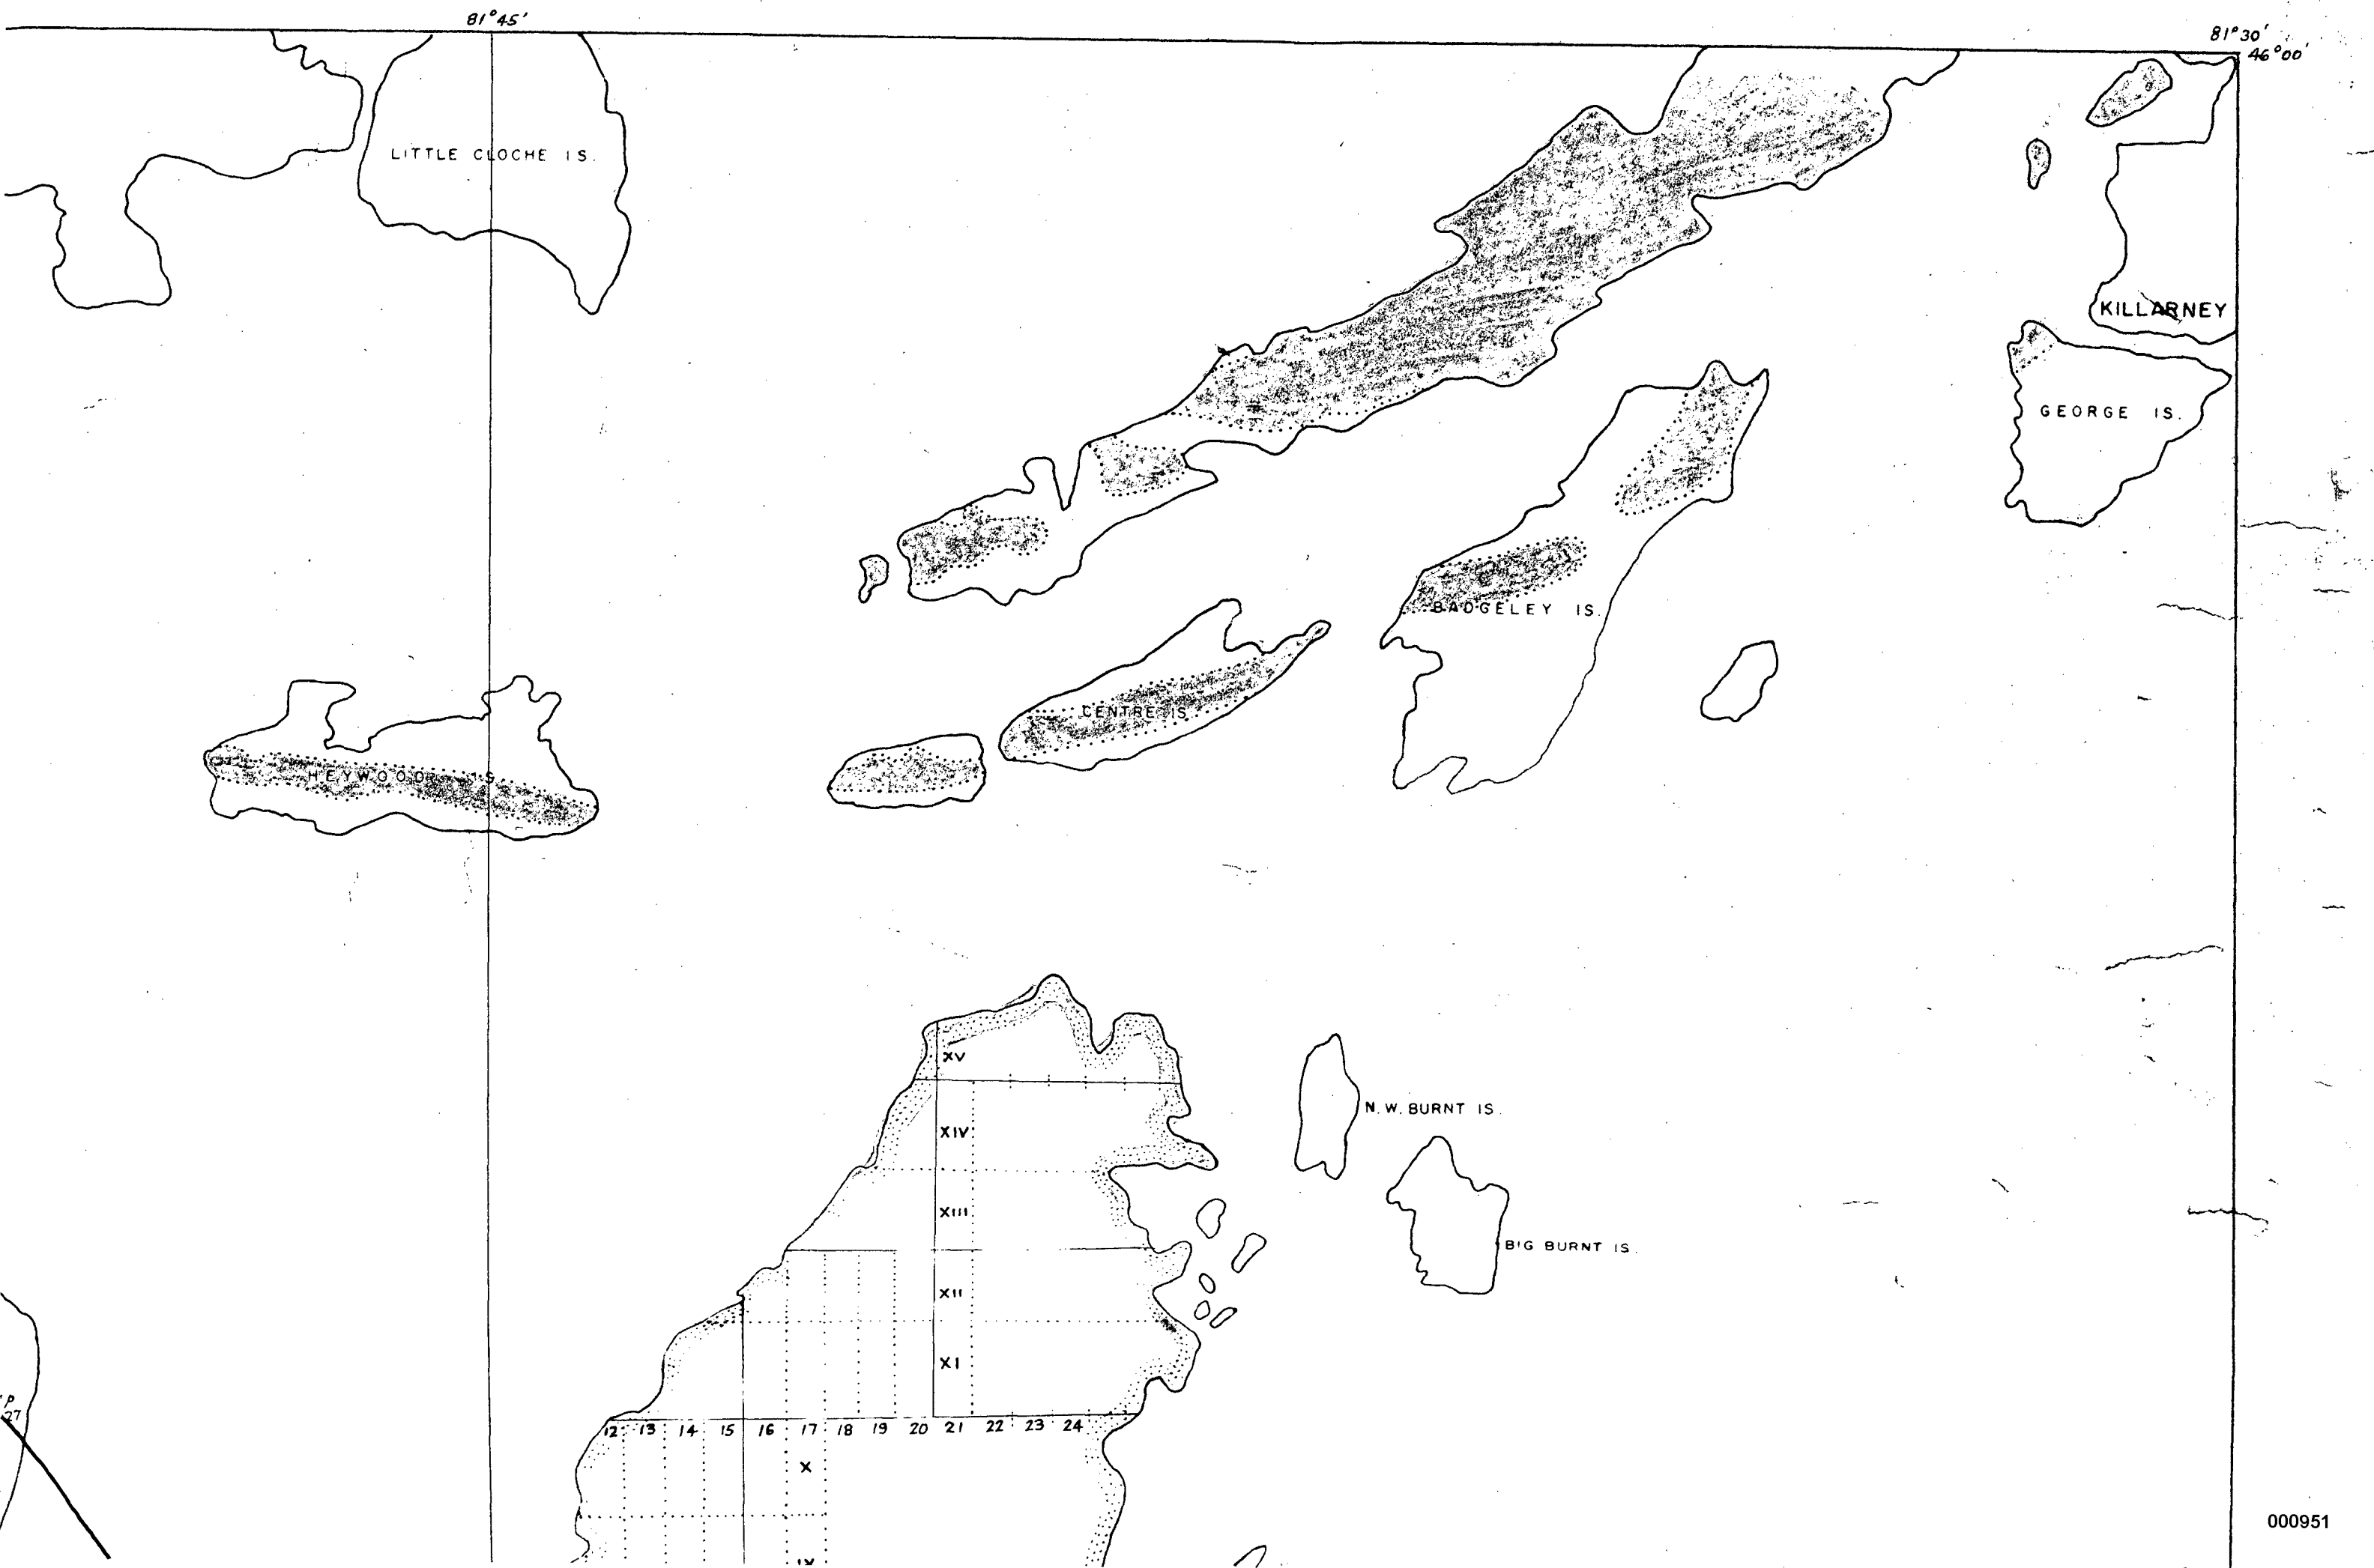 81°45'
81°30'
46°00'
LITTLE CLOCHE IS.
KILLARNEY
GEORGE IS.
BADGELEY IS.
CENTRE IS
HEYWOOD IS.
XV
N. W. BURNT IS.
XIV
XIII
BIG BURNT IS.
XII
XI
27
12 13 14 15 16 17 18 19 20 21 22 23 24
X
IX
000951